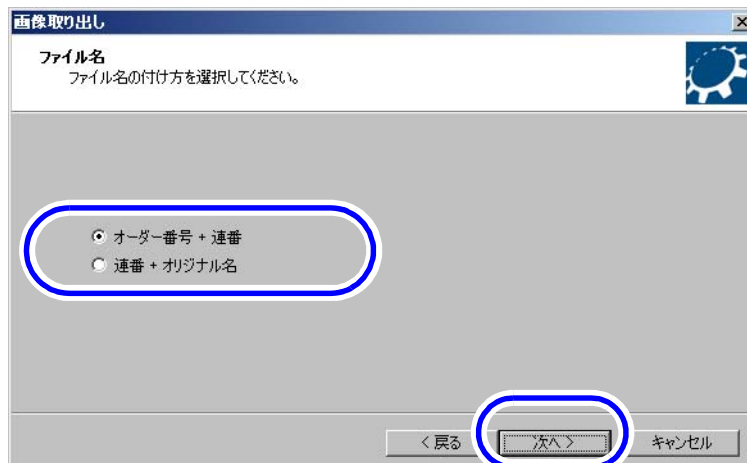 画像取り出し
ファイル名
ファイル名の付け方を選択してください。
オーダー番号 + 連番
連番 + オリジナル名
< 戻る 次へ > キャンセル